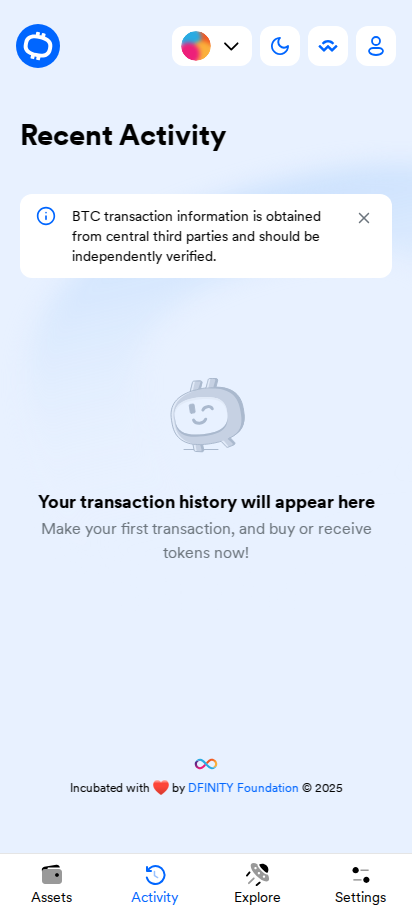 Recent Activity
BTC transaction information is obtained
from central third parties and should be
independently verified.
Your transaction history will appear here
Make your first transaction, and buy or receive
tokens now!
Incubated with ❤️ by DFINITY Foundation © 2025
Assets
Activity
Explore
Settings